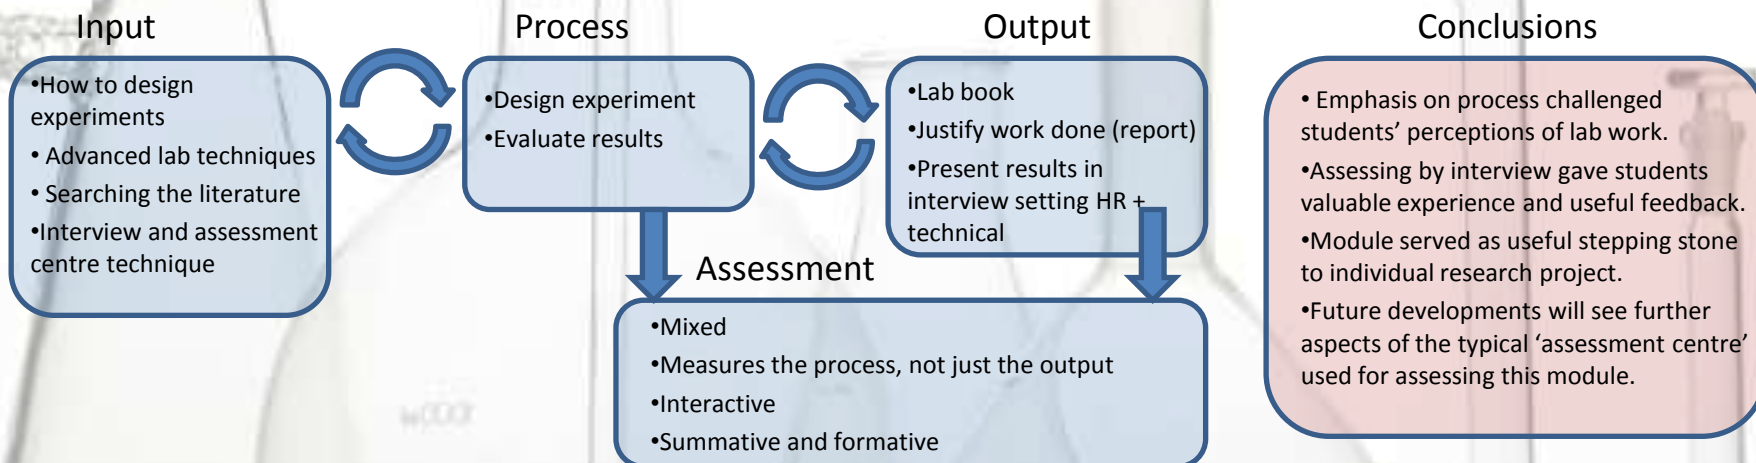 Input
•How to design
experiments
• Advanced lab techniques
• Searching the literature
•Interview and assessment
centre technique
Process
•Design experiment
•Evaluate results
Output
•Lab book
•Justify work done (report)
•Present results in
interview setting HR +
technical
Assessment
•Mixed
•Measures the process, not just the output
•Interactive
•Summative and formative
Conclusions
• Emphasis on process challenged
students’ perceptions of lab work.
•Assessing by interview gave students
valuable experience and useful feedback.
•Module served as useful stepping stone
to individual research project.
•Future developments will see further
aspects of the typical ‘assessment centre’
used for assessing this module.